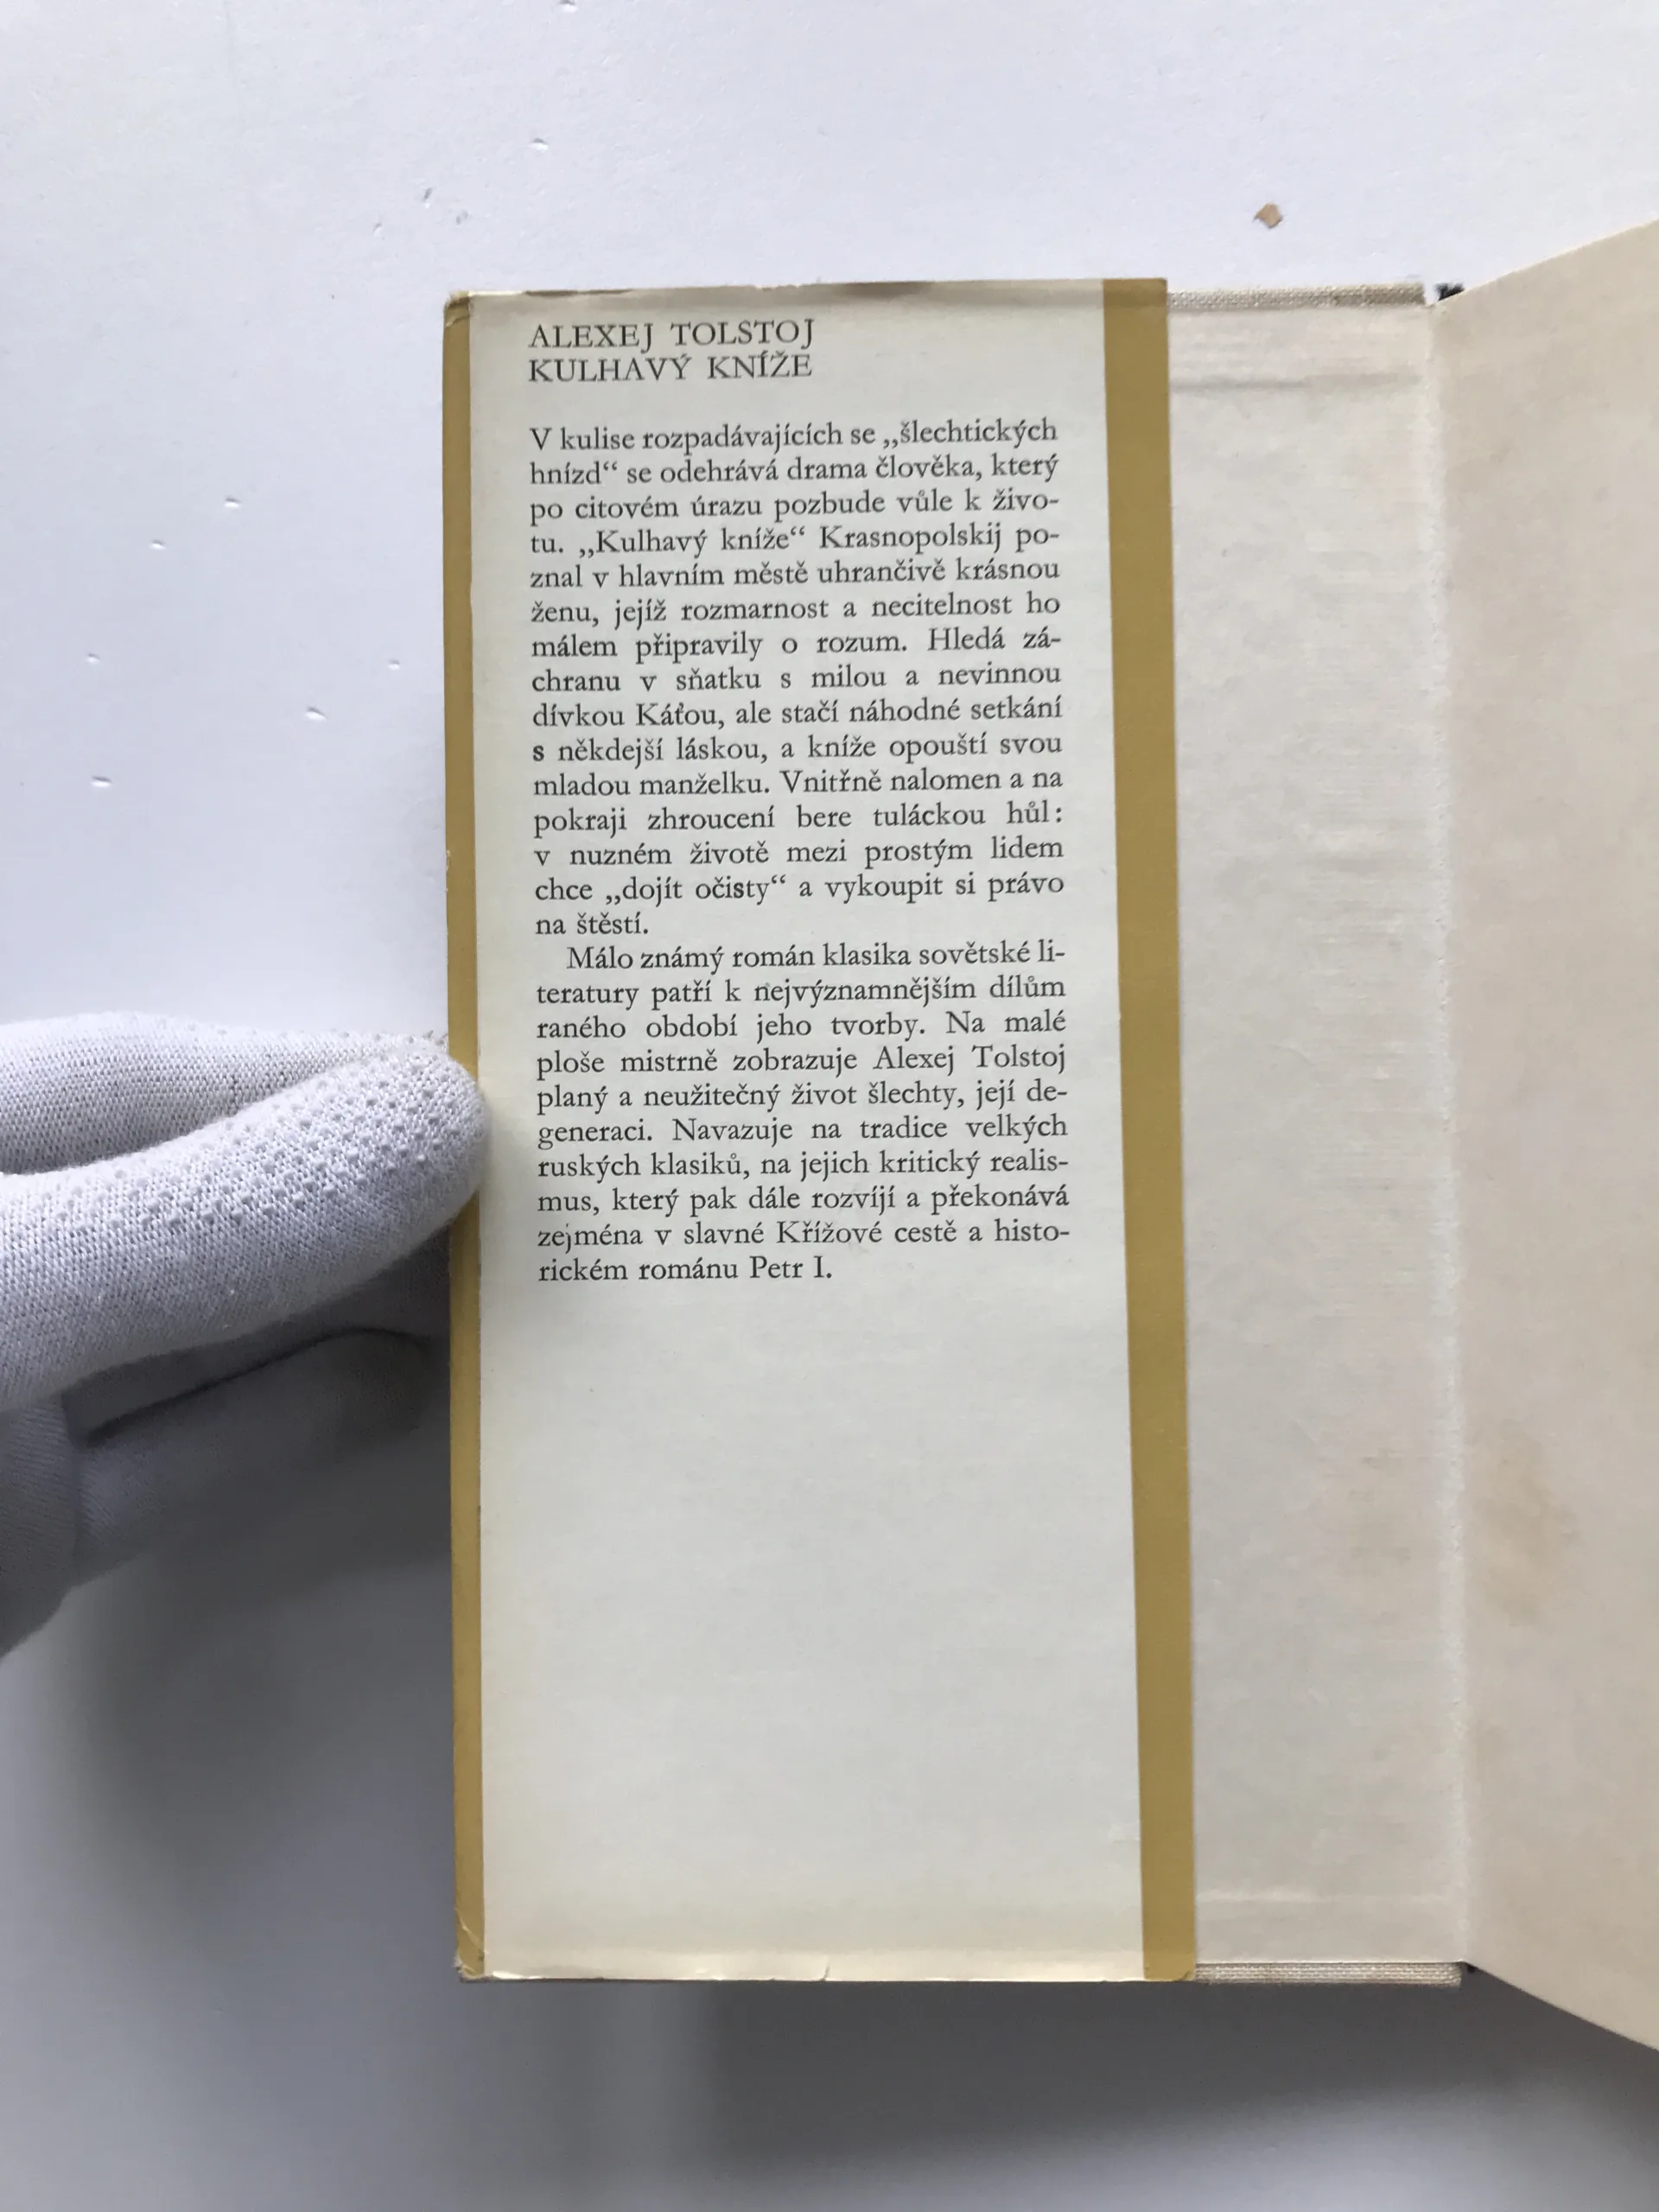 ALEXEJ TOLSTOJ
KULHAVÝ KNÍŽE
V kulise rozpadávajících se „šlechtických
hnízd“ se odehrává drama člověka, který
po citovém úrazu pozbude vůle k živo-
tu. „Kulhavý kníže“ Krasnopolskij po-
znal v hlavním městě uhrančivě krásnou
ženu, jejíž rozmarnost a necitelnost ho
málem připravily o rozum. Hledá zá-
chranu v sňatku s milou a nevinnou
dívkou Káťou, ale stačí náhodné setkání
s někdejší láskou, a kníže opouští svou
mladou manželku. Vnitřně nalomen a na
pokraji zhroucení bere tuláckou hůl:
v nuzném životě mezi prostým lidem
chce „dojít očisty“ a vykoupit si právo
na štěstí.
Málo známý román klasika sovětské li-
teratury patří k nejvýznamnějším dílům
raného období jeho tvorby. Na malé
ploše mistrně zobrazuje Alexej Tolstoj
planý a neužitečný život šlechty, její de-
generaci. Navazuje na tradice velkých
ruských klasiků, na jejich kritický realis-
mus, který pak dále rozvíjí a překonává
zejména v slavné Křížové cestě a histo-
rickém románu Petr I.